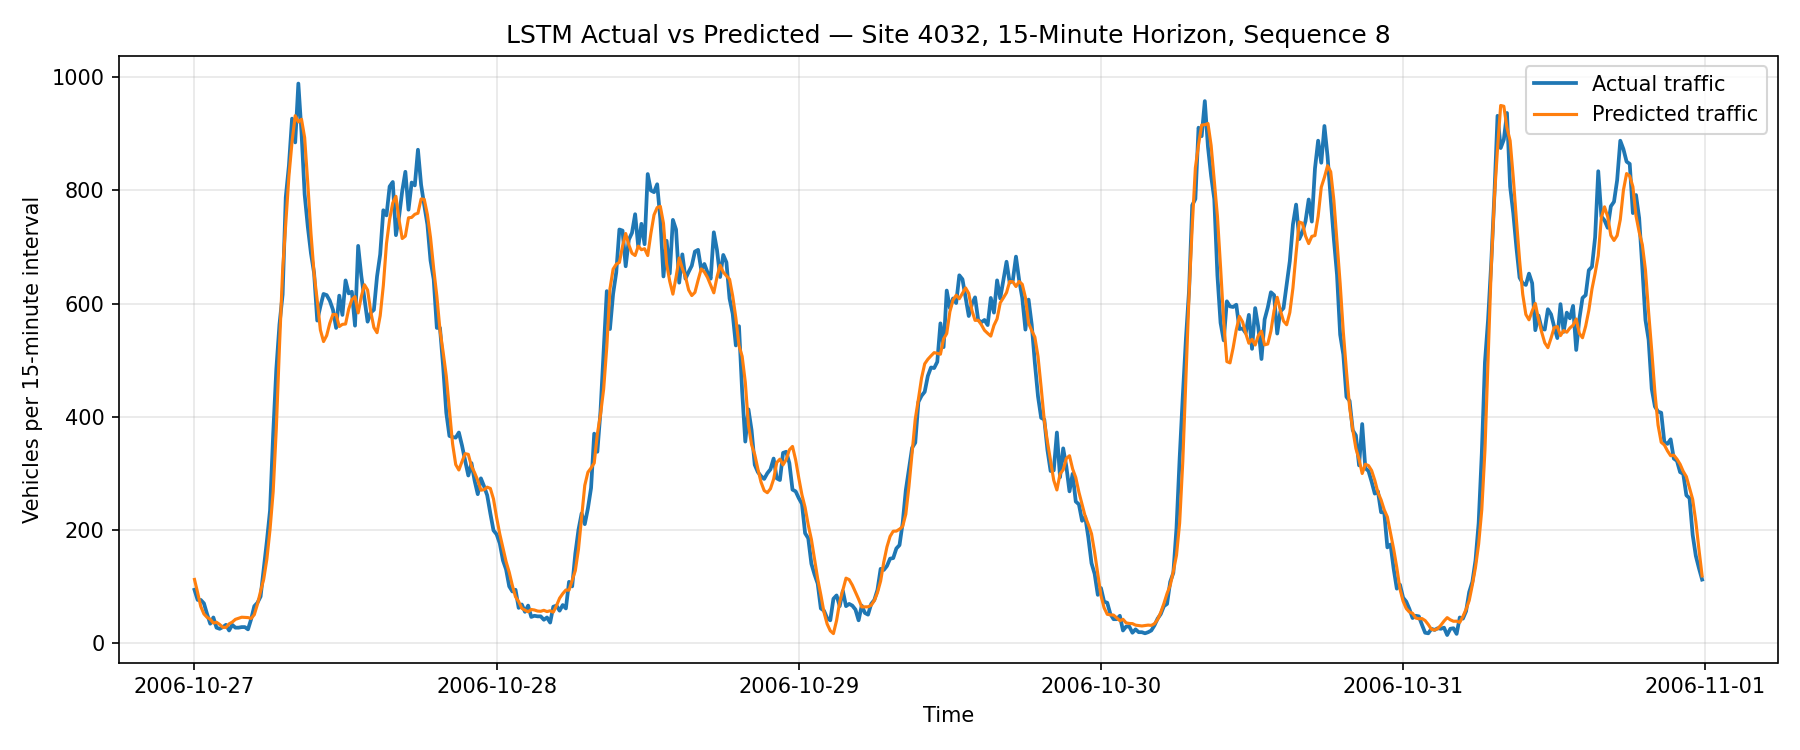 LSTM Actual vs Predicted — Site 4032, 15-Minute Horizon, Sequence 8
Actual traffic
Predicted traffic
Vehicles per 15-minute interval
1000
800
600
400
200
0
2006-10-27
2006-10-28
2006-10-29
2006-10-30
2006-10-31
2006-11-01
Time